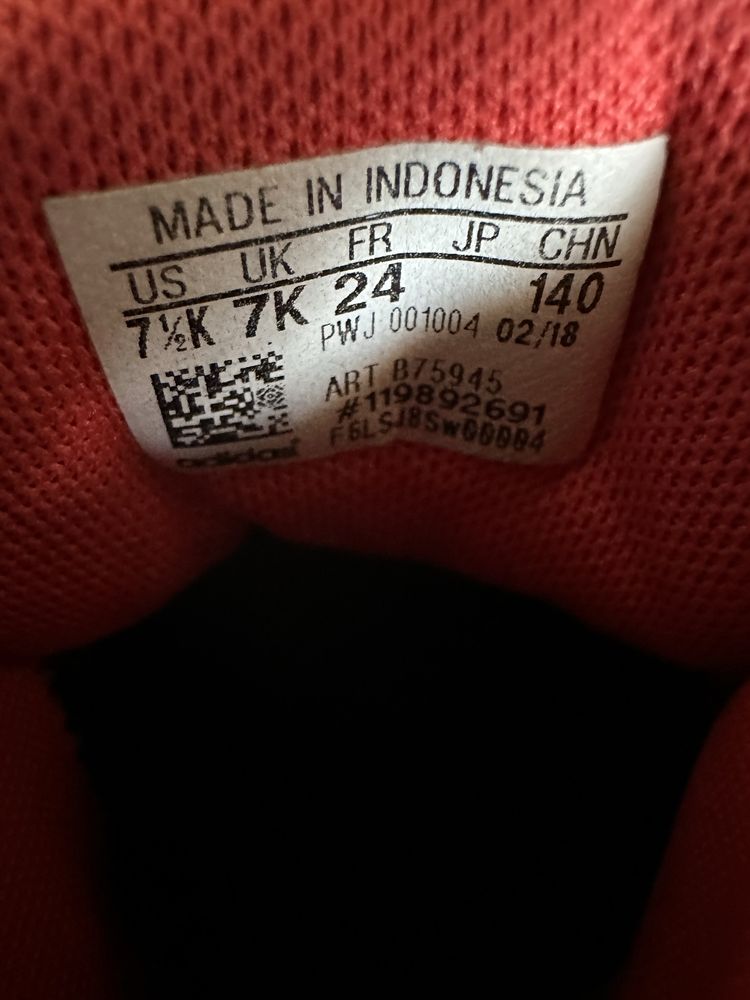 MADE IN INDONESIA
US UK FR JP CHN
7½K 7K 24 140
PWJ 001004 02/18
ART B75945
#119892691
F6LSJ8SW00004
adidas